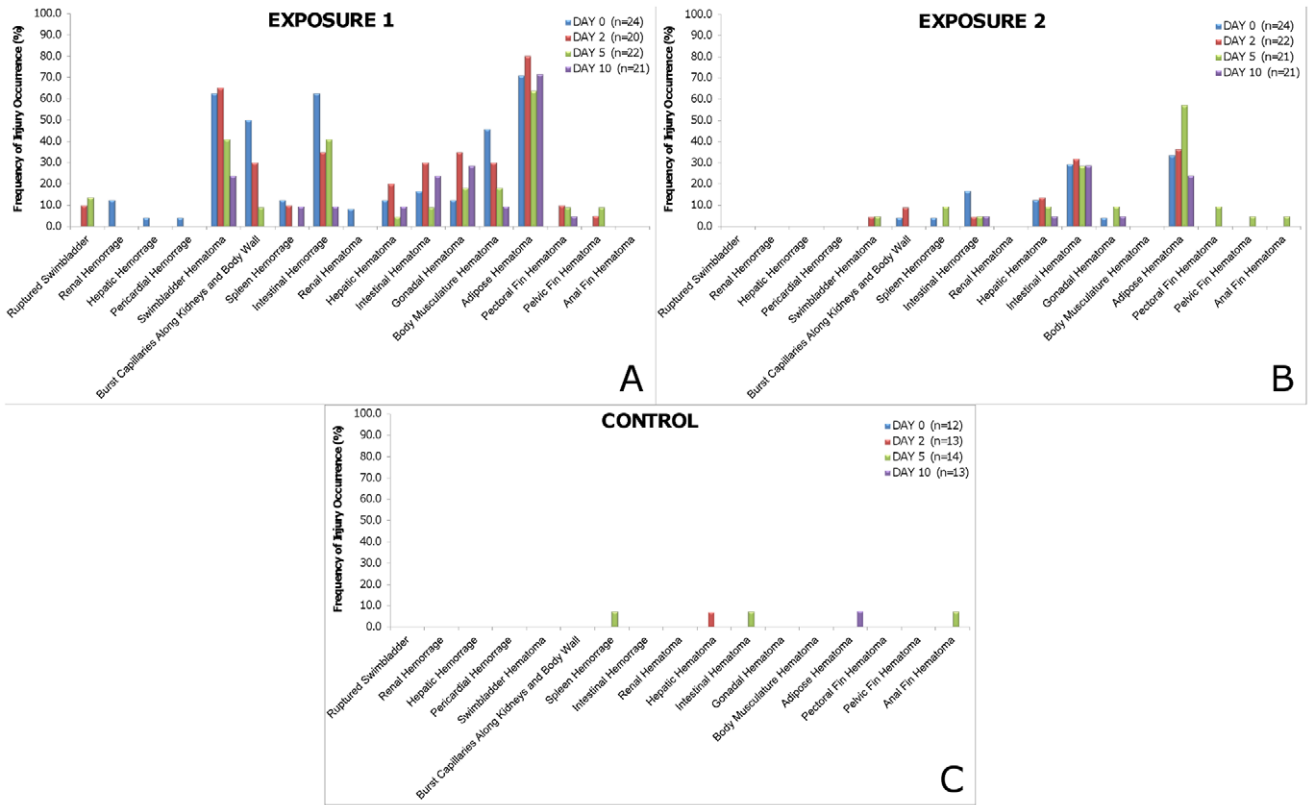 EXPOSURE 1
Frequency of Injury Occurrence (%)
100.0
90.0
80.0
70.0
60.0
50.0
40.0
30.0
20.0
10.0
0.0
DAY 0 (n=24)
DAY 2 (n=20)
DAY 5 (n=22)
DAY 10 (n=21)
Ruptured Swimbladder
Renal Hemorrage
Hepatic Hemorrage
Pericardial Hemorrage
Swimbladder Hematoma
Burst Capillaries Along Kidneys and Body Wall
Spleen Hemorrhage
Intestinal Hemorrhage
Renal Hematoma
Hepatic Hematoma
Intestinal Hematoma
Gonadal Hematoma
Body Musculature Hematoma
Adipose Hematoma
Pectoral Fin Hematoma
Pelvic Fin Hematoma
Anal Fin Hematoma
A
EXPOSURE 2
Frequency of Injury Occurrence (%)
100.0
90.0
80.0
70.0
60.0
50.0
40.0
30.0
20.0
10.0
0.0
DAY 0 (n=24)
DAY 2 (n=22)
DAY 5 (n=21)
DAY 10 (n=21)
Ruptured Swimbladder
Renal Hemorrage
Hepatic Hemorrage
Pericardial Hemorrage
Swimbladder Hematoma
Burst Capillaries Along Kidneys and Body Wall
Spleen Hemorrhage
Intestinal Hemorrage
Renal Hematoma
Hepatic Hematoma
Intestinal Hematoma
Gonadal Hematoma
Body Musculature Hematoma
Adipose Hematoma
Pectoral Fin Hematoma
Pelvic Fin Hematoma
Anal Fin Hematoma
B
CONTROL
Frequency of Injury Occurrence (%)
100.0
90.0
80.0
70.0
60.0
50.0
40.0
30.0
20.0
10.0
0.0
DAY 0 (n=12)
DAY 2 (n=13)
DAY 5 (n=14)
DAY 10 (n=13)
Ruptured Swimbladder
Renal Hemorrage
Hepatic Hemorrage
Pericardial Hemorrage
Swimbladder Hematoma
Burst Capillaries Along Kidneys and Body Wall
Spleen Hemorrhage
Intestinal Hemorrage
Renal Hematoma
Hepatic Hematoma
Intestinal Hematoma
Gonadal Hematoma
Body Musculature Hematoma
Adipose Hematoma
Pectoral Fin Hematoma
Pelvic Fin Hematoma
Anal Fin Hematoma
C